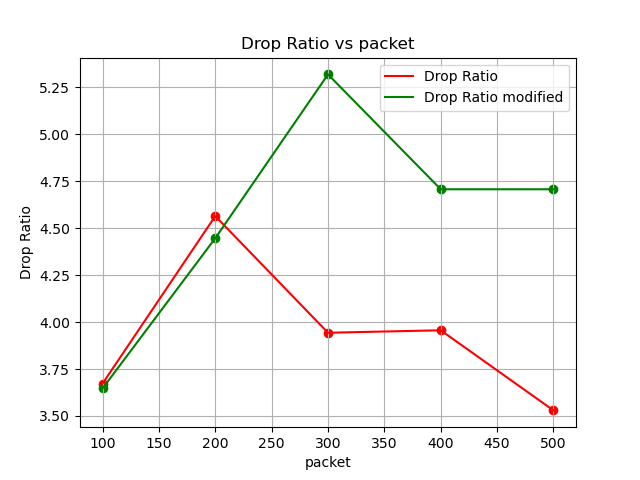 Drop Ratio vs packet
Drop Ratio
Drop Ratio modified
5.25
5.00
4.75
4.50
4.25
4.00
3.75
3.50
Drop Ratio
100 150 200 250 300 350 400 450 500
packet